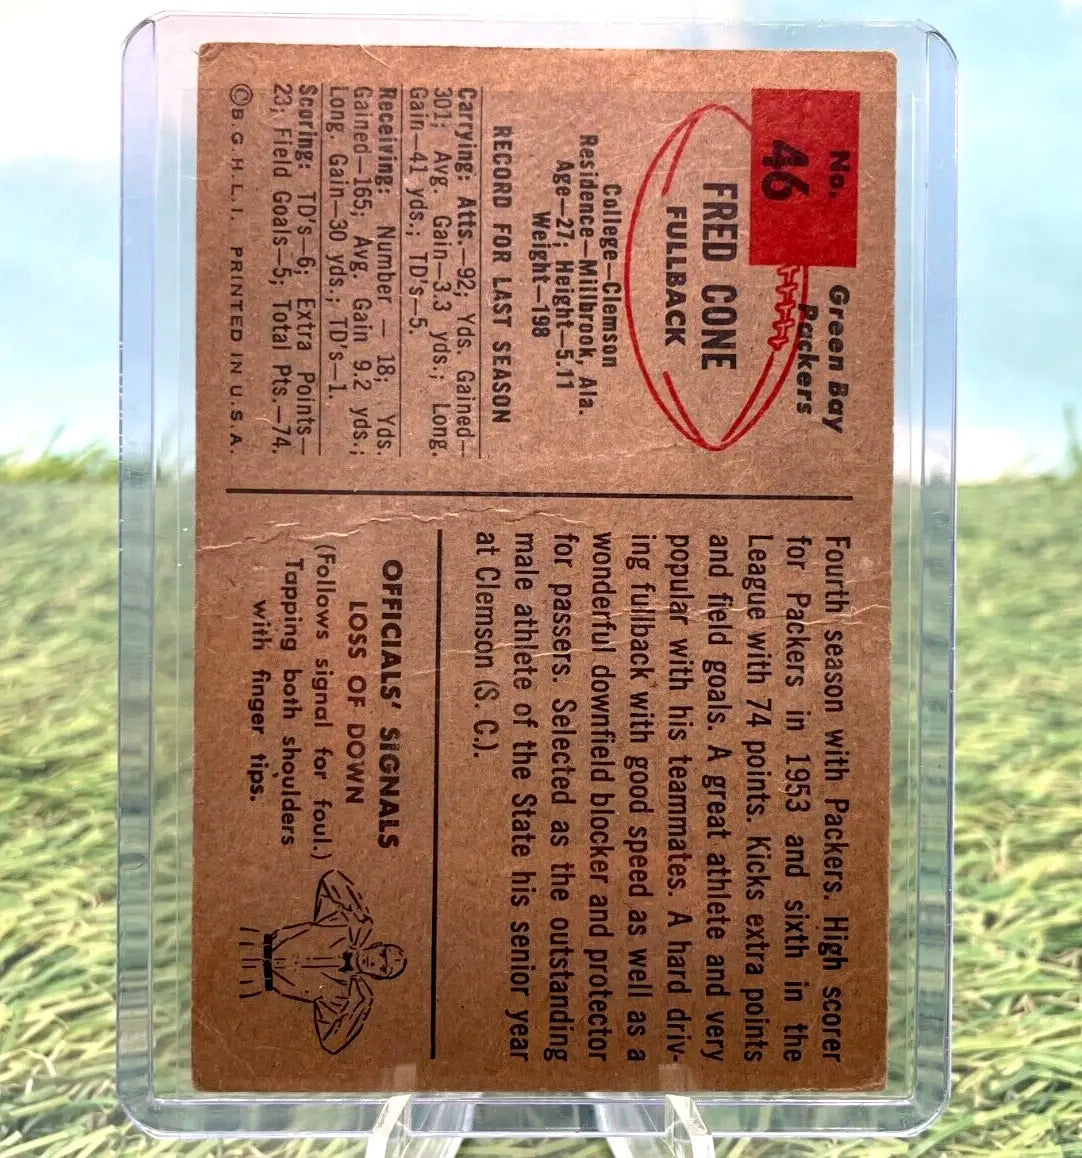 No.
46
Green Bay
Packers
FRED CONE
FULLBACK
College—Clemson
Residence—Millbrook, Ala.
Age—27; Height—5.11
Weight—198
RECORD FOR LAST SEASON
Carrying: Atts.—92; Yds. Gained—
301; Avg. Gain—3.3 yds.; Long.
Gain—41 yds.; TD's—5.
Receiving: Number — 18; Yds.
Gained—165; Avg. Gain 9.2 yds.;
Long. Gain—30 yds.; TD's—1.
Scoring: TD's—6; Extra Points—
23; Field Goals—5; Total Pts.—74.
©B.G.H.L.I. PRINTED IN U.S.A.
Fourth season with Packers. High scorer
for Packers in 1953 and sixth in the
League with 74 points. Kicks extra points
and field goals. A great athlete and very
popular with his teammates. A hard driv-
ing fullback with good speed as well as a
wonderful downfield blocker and protector
for passers. Selected as the outstanding
male athlete of the State his senior year
at Clemson (S. C.).
OFFICIALS' SIGNALS
LOSS OF DOWN
(Follows signal for foul.)
Tapping both shoulders
with finger tips.